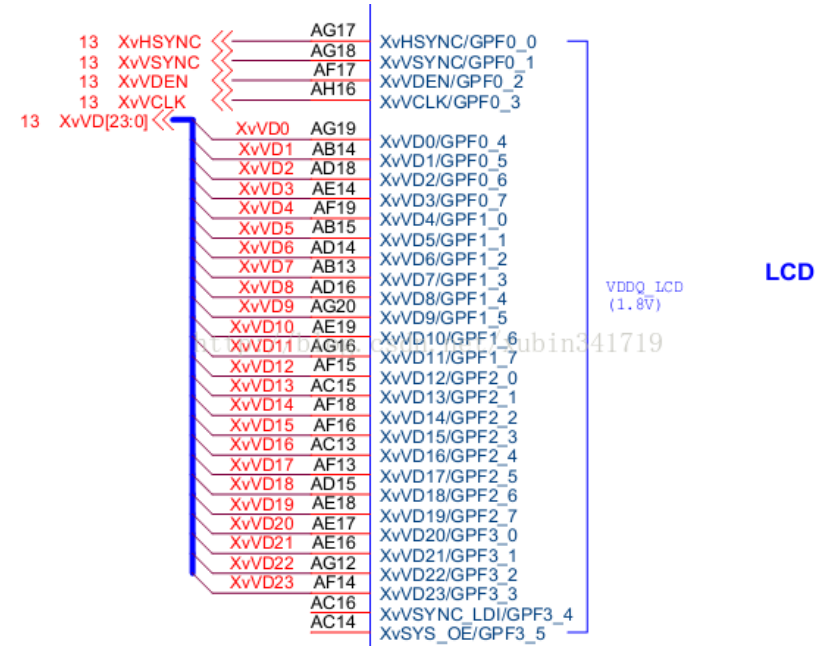 13 XvHSYNC AG17 XvHSYNC/GPF0_0
13 XvVSYNC AG18 XvVSYNC/GPF0_1
13 XvVDEN AF17 XvVDEN/GPF0_2
13 XvVCLK AH16 XvVCLK/GPF0_3
13 XvVD[23:0]
XvVD0 AG19 XvVD0/GPF0_4
XvVD1 AB14 XvVD1/GPF0_5
XvVD2 AD18 XvVD2/GPF0_6
XvVD3 AE14 XvVD3/GPF0_7
XvVD4 AF19 XvVD4/GPF1_0
XvVD5 AB15 XvVD5/GPF1_1
XvVD6 AD14 XvVD6/GPF1_2
XvVD7 AB13 XvVD7/GPF1_3
XvVD8 AD16 XvVD8/GPF1_4
XvVD9 AG20 XvVD9/GPF1_5
XvVD10 AE19 XvVD10/GPF1_6
XvVD11 AG16 XvVD11/GPF1_7
XvVD12 AF15 XvVD12/GPF2_0
XvVD13 AC15 XvVD13/GPF2_1
XvVD14 AF18 XvVD14/GPF2_2
XvVD15 AF16 XvVD15/GPF2_3
XvVD16 AC13 XvVD16/GPF2_4
XvVD17 AF13 XvVD17/GPF2_5
XvVD18 AD15 XvVD18/GPF2_6
XvVD19 AE18 XvVD19/GPF2_7
XvVD20 AE17 XvVD20/GPF3_0
XvVD21 AE16 XvVD21/GPF3_1
XvVD22 AG12 XvVD22/GPF3_2
XvVD23 AF14 XvVD23/GPF3_3
AC16 XvVSYNC_LDI/GPF3_4
AC14 XvSYS_OE/GPF3_5
VDDQ_LCD
(1.8V)
LCD